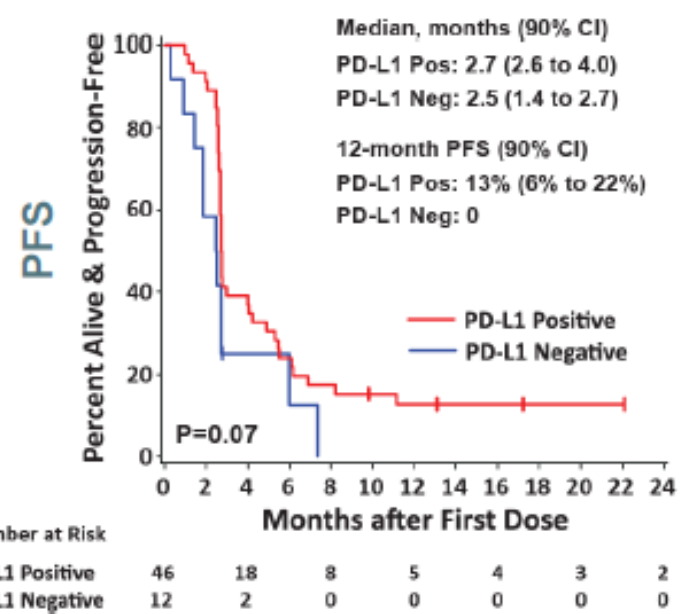 PFS
Percent Alive & Progression-Free
100
80
60
40
20
0
Median, months (90% CI)
PD-L1 Pos: 2.7 (2.6 to 4.0)
PD-L1 Neg: 2.5 (1.4 to 2.7)
12-month PFS (90% CI)
PD-L1 Pos: 13% (6% to 22%)
PD-L1 Neg: 0
PD-L1 Positive
PD-L1 Negative
P=0.07
0 2 4 6 8 10 12 14 16 18 20 22 24
Months after First Dose
mber at Risk
L1 Positive 46 18 8 5 4 3 2
L1 Negative 12 2 0 0 0 0 0